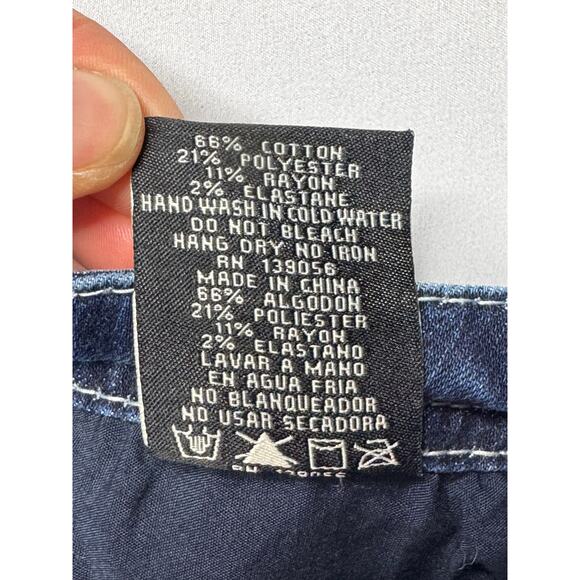 66% COTTON
21% POLYESTER
11% RAYON
2% ELASTANE
HAND WASH IN COLD WATER
DO NOT BLEACH
HANG DRY NO IRON
RN 139056
MADE IN CHINA
66% ALGODON
21% POLIESTER
11% RAYON
2% ELASTANO
LAVAR A MANO
EN AGUA FRIA
NO BLANQUEADOR
NO USAR SECADORA
RN 139056